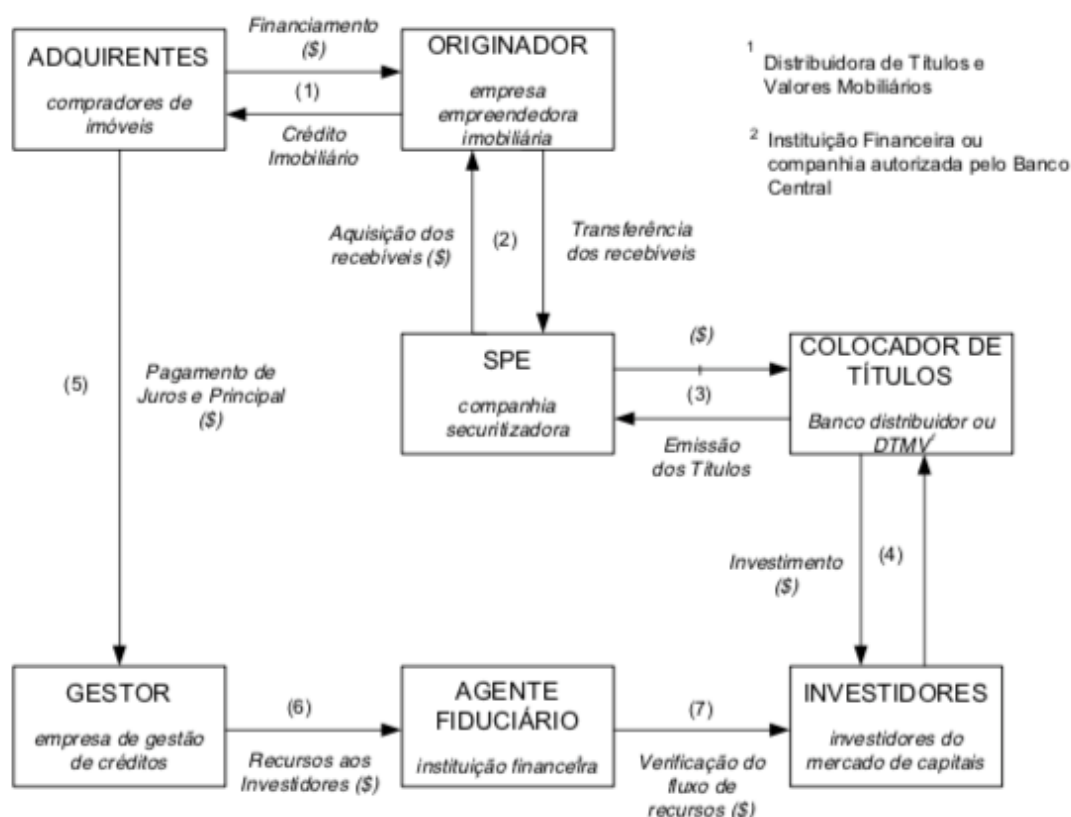 Financiamento
($)
ADQUIRENTES
compradores de
imóveis
(1)
Crédito
Imobiliário
ORIGINADOR
empresa
empreendedora
imobiliária
1
Distribuidora de Títulos e
Valores Mobiliários
2 Instituição Financeira ou
companhia autorizada pelo Banco
Central
Aquisição dos
recebíveis ($)
(2)
Transferência
dos recebíveis
SPE
companhia
securitizadora
($)
(3)
Emissão
dos Títulos
COLOCADOR DE
TÍTULOS
Banco distribuidor ou
DTMV1
(5)
Pagamento de
Juros e Principal
($)
Investimento
($)
(4)
GESTOR
empresa de gestão
de créditos
(6)
Recursos aos
Investidores ($)
AGENTE
FIDUCIÁRIO
instituição financeira2
(7)
Verificação do
fluxo de
recursos ($)
INVESTIDORES
investidores do
mercado de capitais